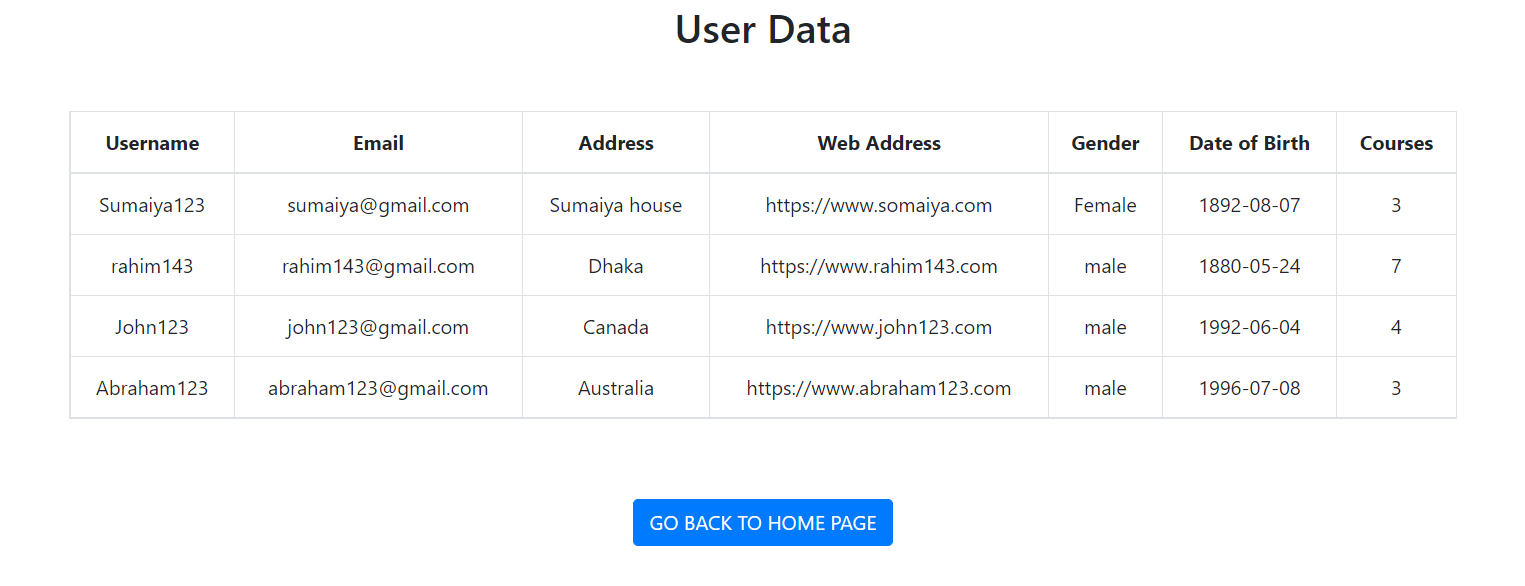 User Data
Username Email Address Web Address Gender Date of Birth Courses
Sumaiya123 sumaiya@gmail.com Sumaiya house https://www.somaiya.com Female 1892-08-07 3
rahim143 rahim143@gmail.com Dhaka https://www.rahim143.com male 1880-05-24 7
John123 john123@gmail.com Canada https://www.john123.com male 1992-06-04 4
Abraham123 abraham123@gmail.com Australia https://www.abraham123.com male 1996-07-08 3
GO BACK TO HOME PAGE